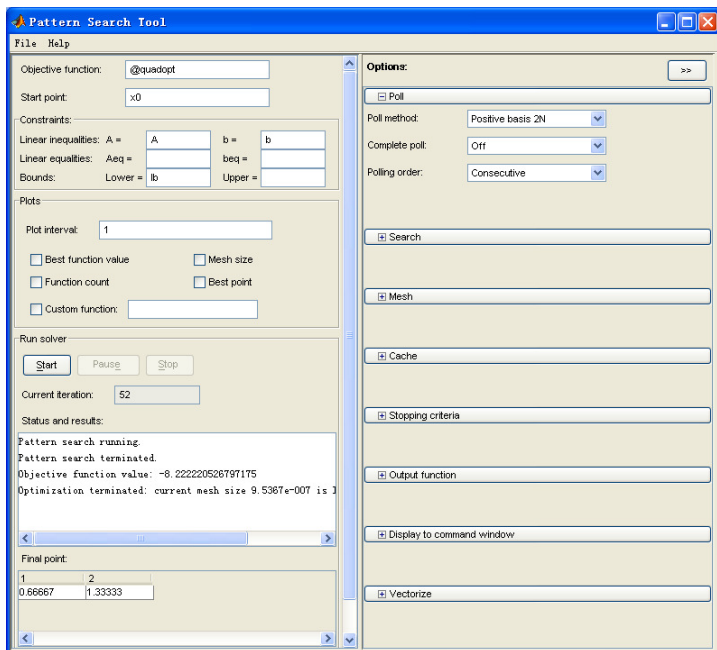 Pattern Search Tool
File Help
Objective function: @quadopt
Start point: x0
Constraints:
Linear inequalities: A = A b = b
Linear equalities: Aeq = beq =
Bounds: Lower = lb Upper =
Plots
Plot interval: 1
Best function value Mesh size
Function count Best point
Custom function:
Run solver
Start Pause Stop
Current iteration: 52
Status and results:
Pattern search running.
Pattern search terminated.
Objective function value: -8.222220526797175
Optimization terminated: current mesh size 9.5367e-007 is
Final point:
1 2
0.66667 1.33333
Options:
>>
Poll
Poll method: Positive basis 2N
Complete poll: Off
Polling order: Consecutive
Search
Mesh
Cache
Stopping criteria
Output function
Display to command window
Vectorize